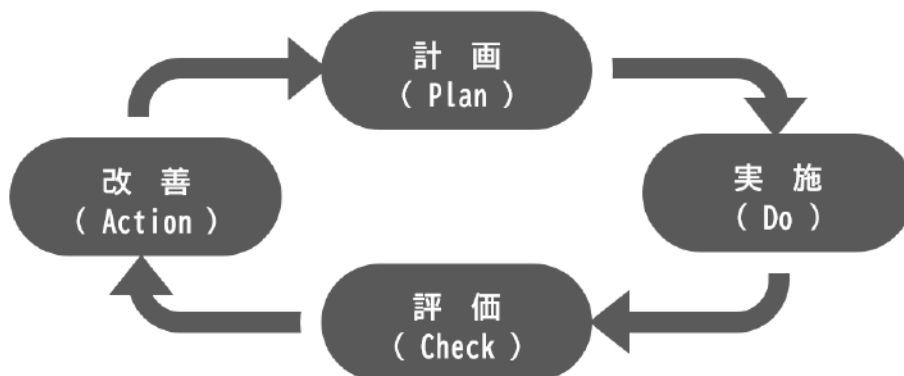 計 画
( Plan )
実 施
( Do )
評 価
( Check )
改 善
( Action )